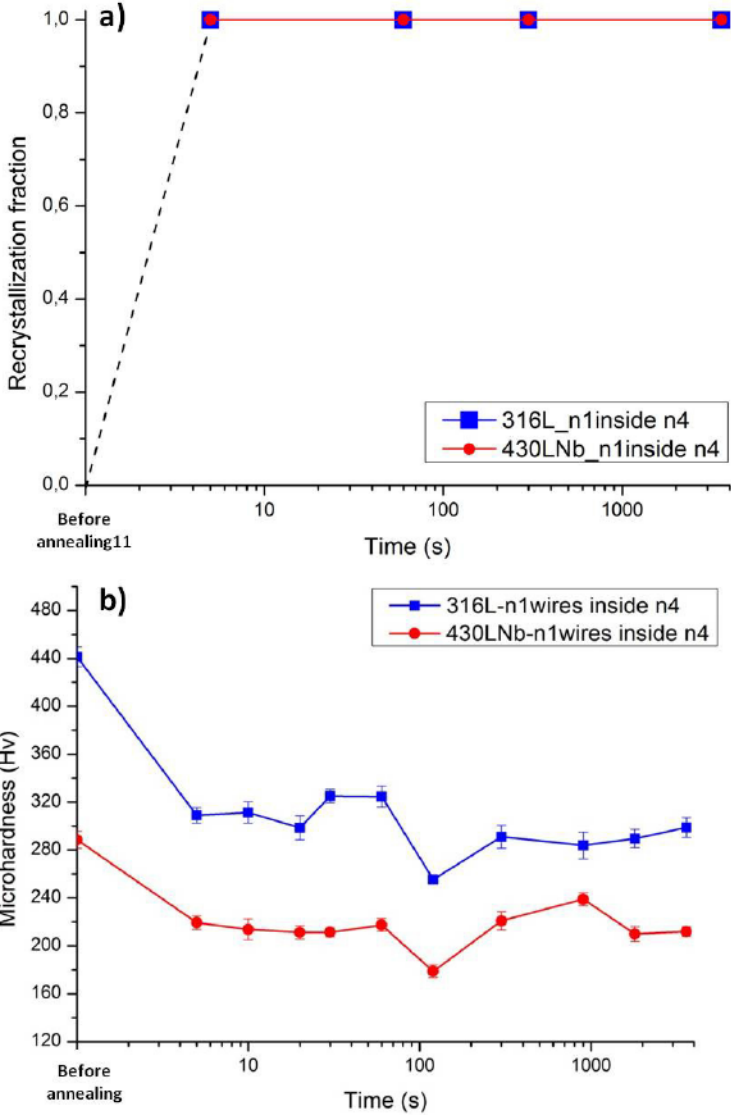 a)
1,0
0,8
0,6
0,4
0,2
0,0
Recrystallization fraction
316L_n1inside n4
430LNb_n1inside n4
Before
annealing11
10
100
1000
Time (s)
b)
480
440
400
360
320
280
240
200
160
120
Microhardness (Hv)
316L-n1wires inside n4
430LNb-n1wires inside n4
Before
annealing
10
100
1000
Time (s)